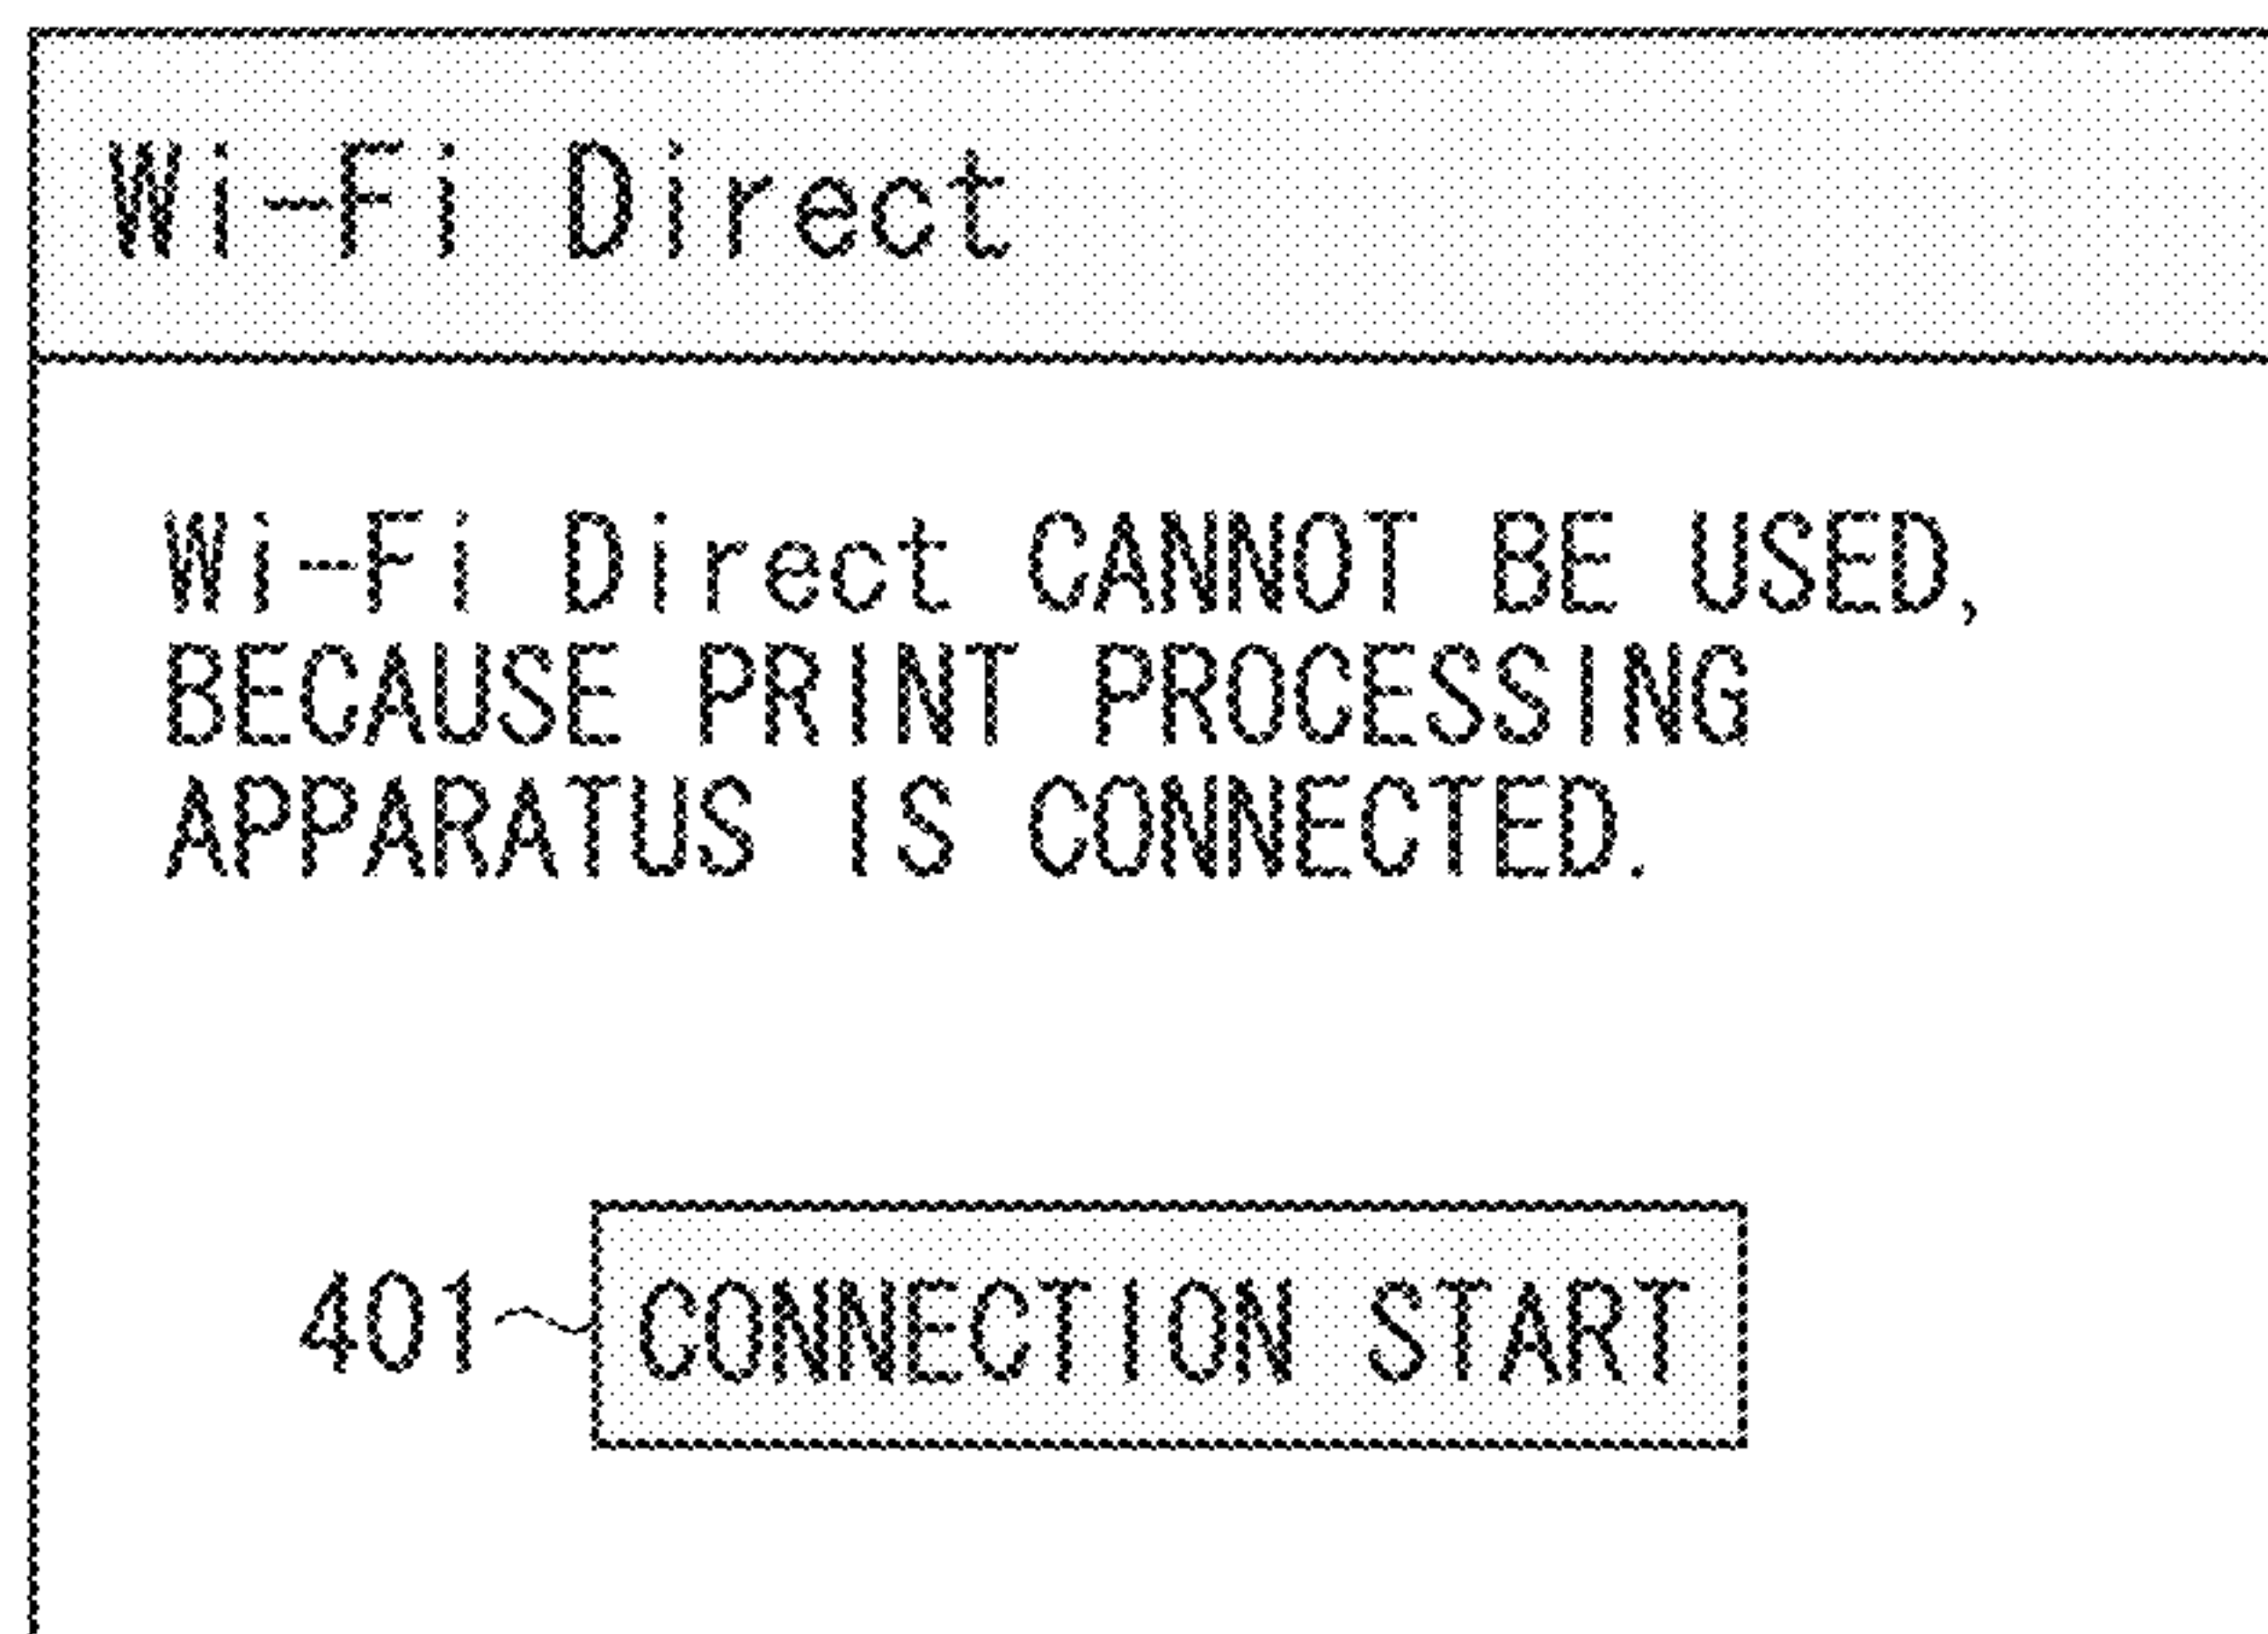 Wi-Fi Direct
Wi-Fi Direct CANNOT BE USED,
BECAUSE PRINT PROCESSING
APPARATUS IS CONNECTED.
401 CONNECTION START